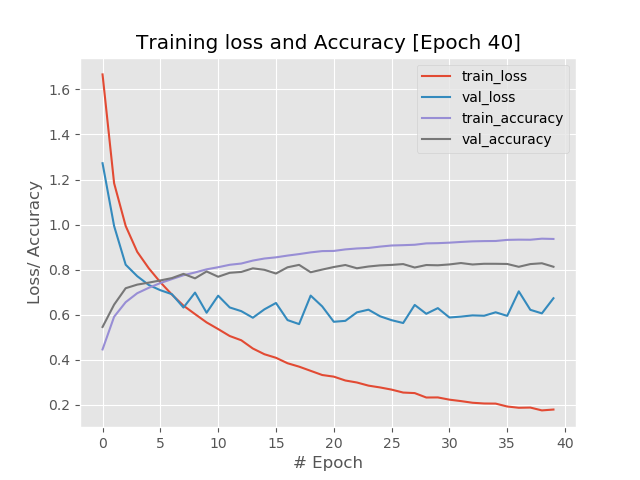 Training loss and Accuracy [Epoch 40]
train_loss
val_loss
train_accuracy
val_accuracy
Loss/ Accuracy
1.6
1.4
1.2
1.0
0.8
0.6
0.4
0.2
0 5 10 15 20 25 30 35 40
# Epoch